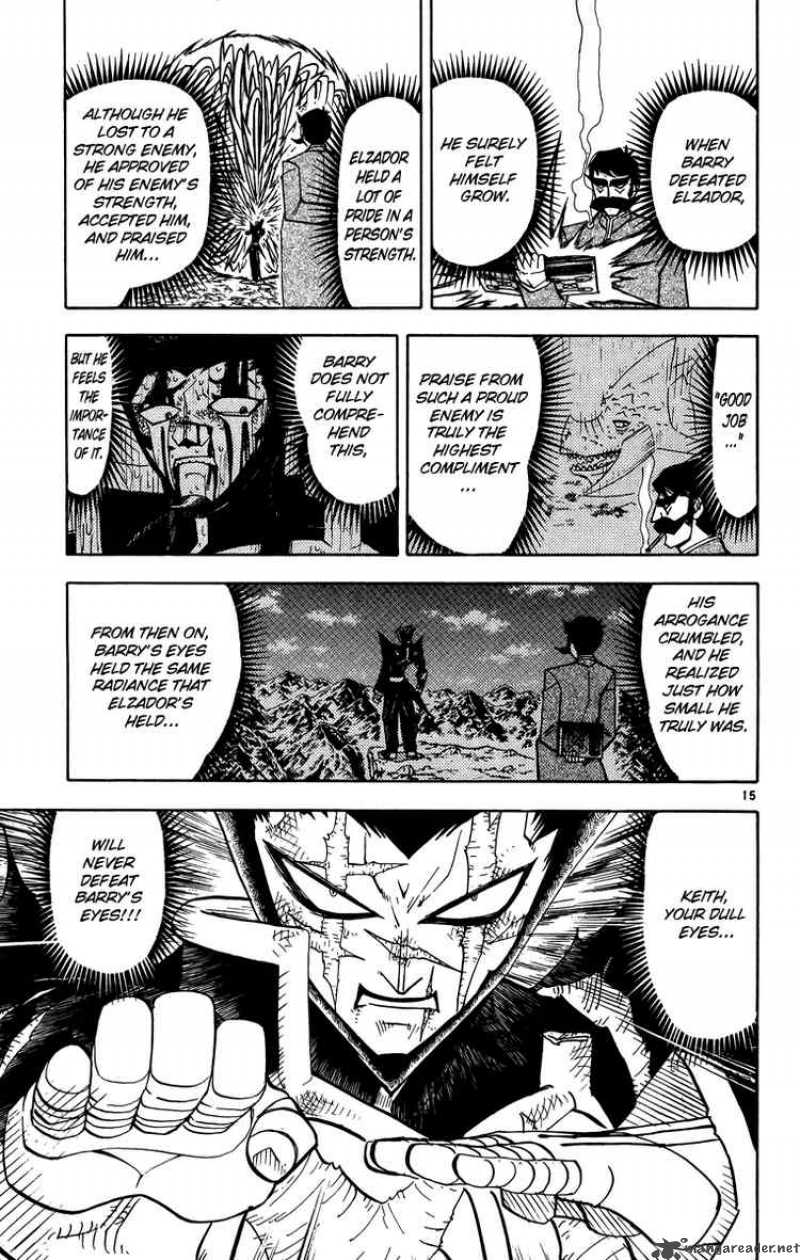 WHEN
BARRY
DEFEATED
ELZADOR,
HE SURELY
FELT
HIMSELF
GROW.
ELZADOR
HELD A
LOT OF
PRIDE IN A
PERSON'S
STRENGTH.
ALTHOUGH HE
LOST TO A
STRONG ENEMY,
HE APPROVED
OF HIS ENEMY'S
STRENGTH,
ACCEPTED HIM,
AND PRAISED
HIM...
"GOOD
JOB
..."
PRAISE FROM
SUCH A PROUD
ENEMY IS
TRULY THE
HIGHEST
COMPLIMENT
...
BARRY
DOES NOT
FULLY
COMPRE-
HEND
THIS,
BUT HE
FEELS
THE
IMPOR-
TANCE
OF IT.
HIS
ARROGANCE
CRUMBLED,
AND HE
REALIZED
JUST HOW
SMALL HE
TRULY WAS.
FROM THEN ON,
BARRY'S EYES
HELD THE SAME
RADIANCE THAT
ELZADOR'S
HELD...
15
KEITH,
YOUR DULL
EYES...
WILL
NEVER
DEFEAT
BARRY'S
EYES!!!
mangareader.net